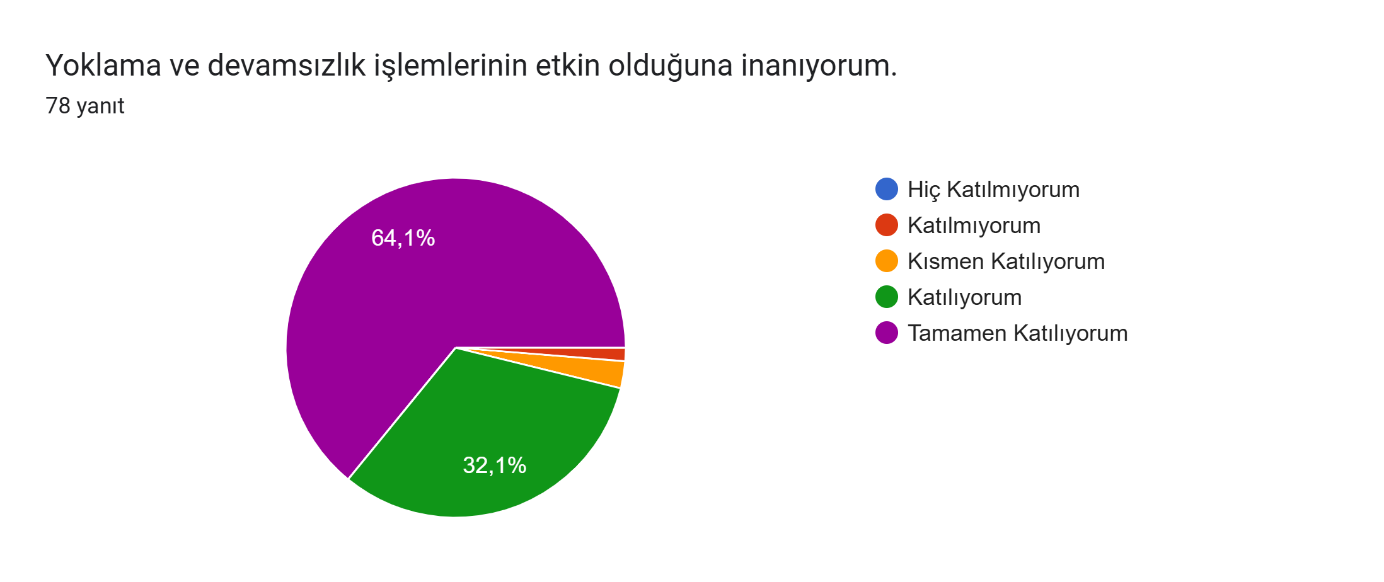 Yoklama ve devamsızlık işlemlerinin etkin olduğuna inanıyorum.
78 yanıt
64,1%
32,1%
Hiç Katılmıyorum
Katılmıyorum
Kısmen Katılıyorum
Katılıyorum
Tamamen Katılıyorum